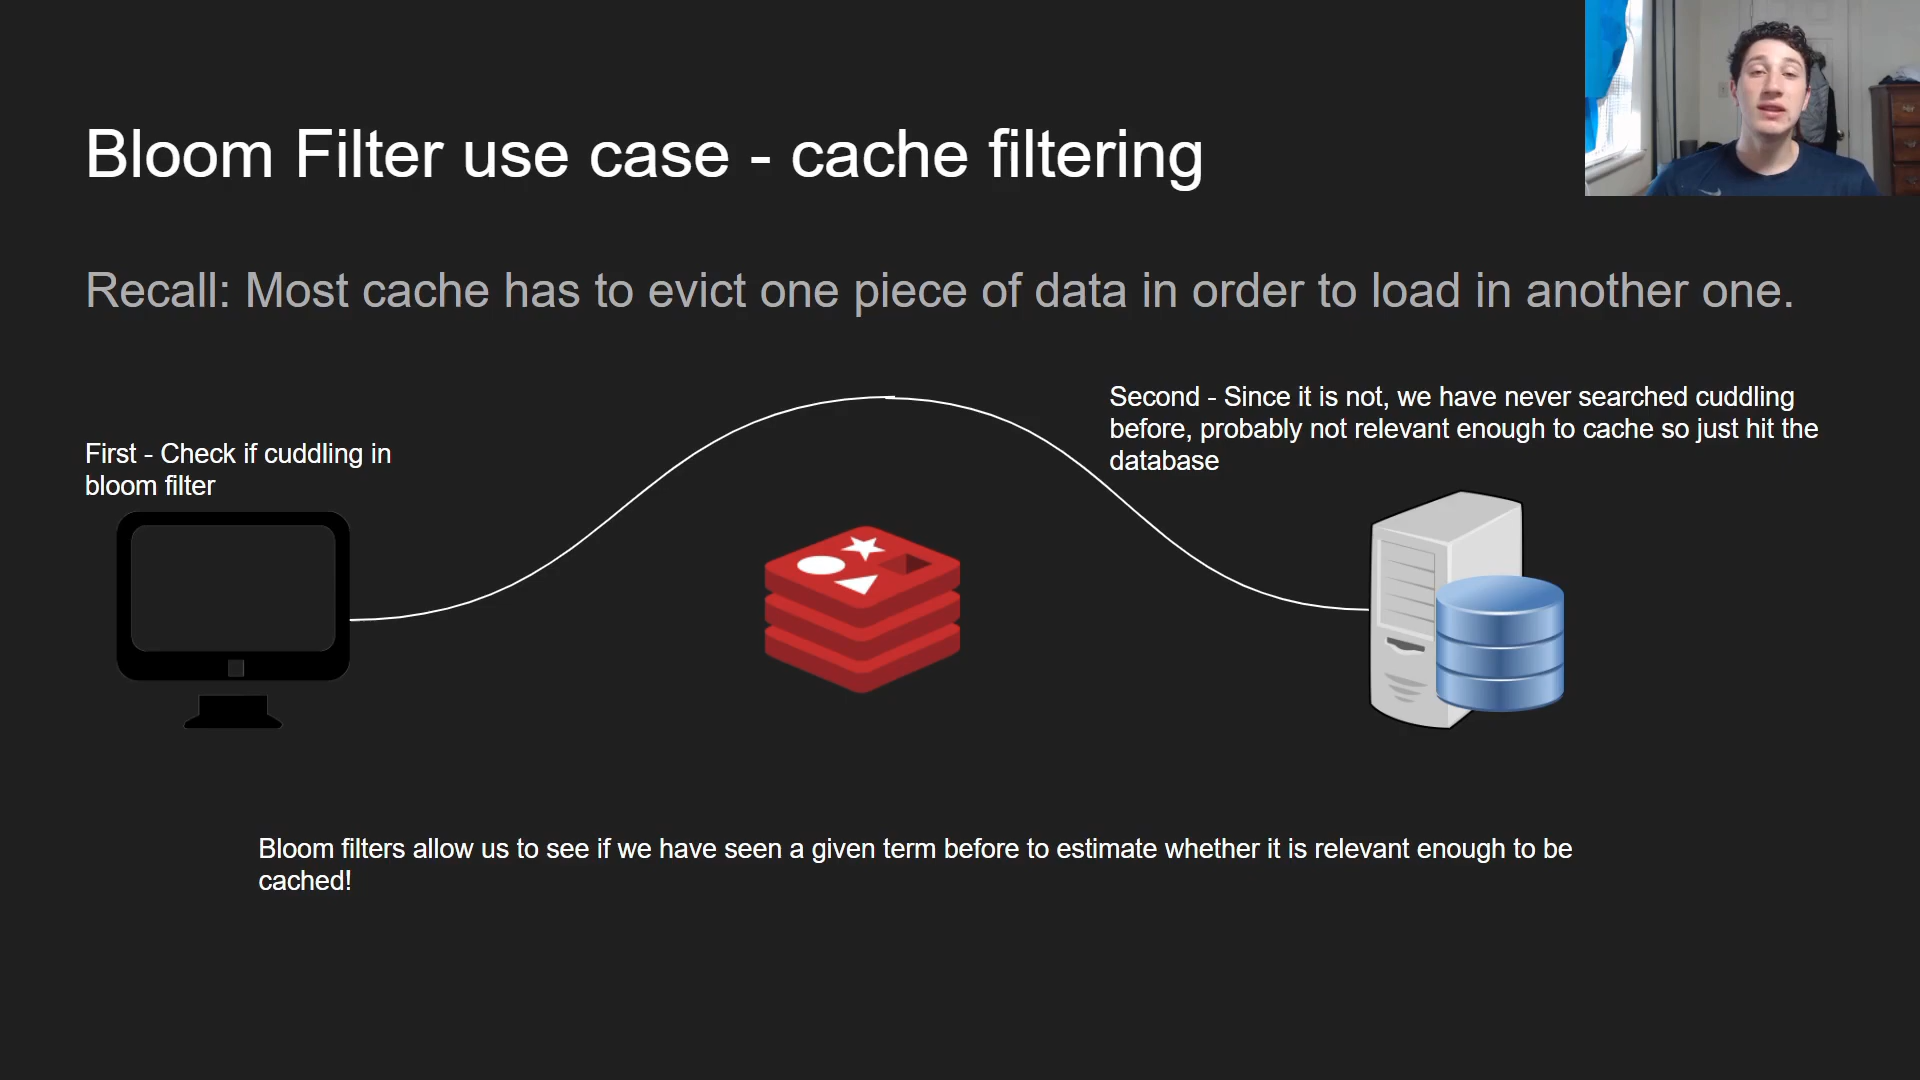 Bloom Filter use case - cache filtering
Recall: Most cache has to evict one piece of data in order to load in another one.
First - Check if cuddling in
bloom filter
Second - Since it is not, we have never searched cuddling
before, probably not relevant enough to cache so just hit the
database
Bloom filters allow us to see if we have seen a given term before to estimate whether it is relevant enough to be
cached!